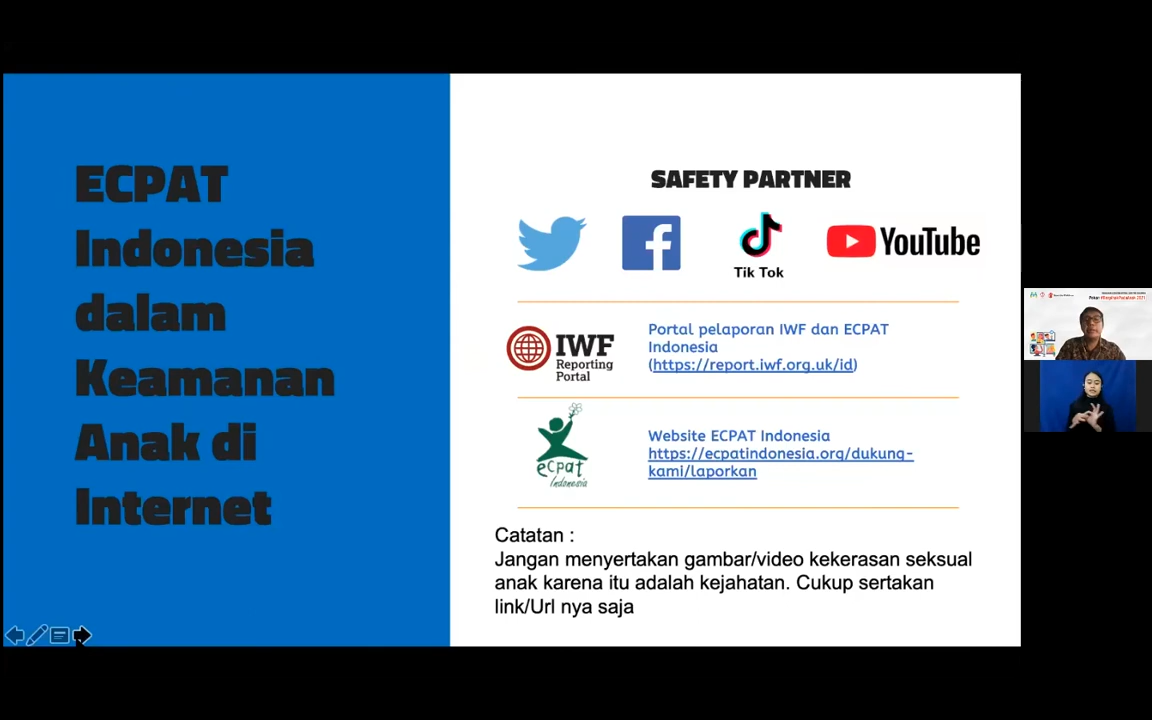 ECPAT
Indonesia
dalam
Keamanan
Anak di
Internet
SAFETY PARTNER
Tik Tok
YouTube
IWF
Reporting
Portal
Portal pelaporan IWF dan ECPAT
Indonesia
(https://report.iwf.org.uk/id)
ecpat
Indonesia
Website ECPAT Indonesia
https://ecpatindonesia.org/dukung-
kami/laporkan
Catatan :
Jangan menyertakan gambar/video kekerasan seksual
anak karena itu adalah kejahatan. Cukup sertakan
link/Url nya saja